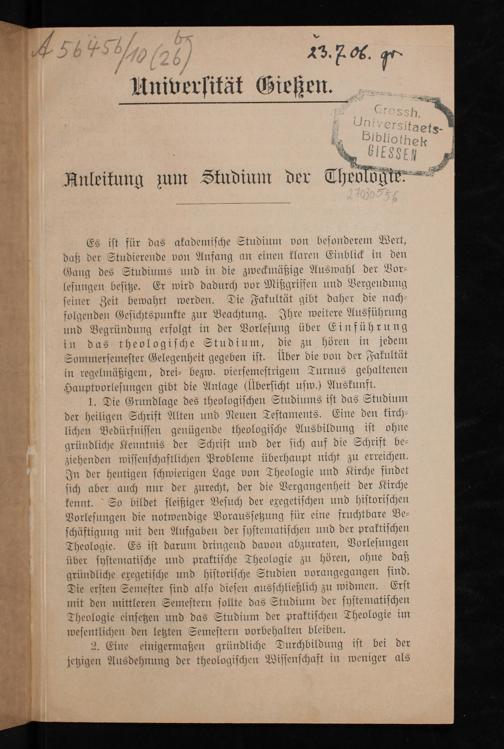 A 56456/10 (26)
23.7.06. gr
Universität Gießen.
Grossh.
Universitaets-
Bibliothek
GIESSEN
Anleitung zum Studium der Theologie.
Es ist für das akademische Studium von besonderem Wert,
daß der Studierende von Anfang an einen klaren Einblick in den
Gang des Studiums und in die zweckmäßige Auswahl der Vor-
lesungen besitze. Er wird dadurch vor Mißgriffen und Vergendung
seiner Zeit bewahrt werden. Die Fakultät gibt daher die nach-
folgenden Gesichtspunkte zur Beachtung. Ihre weitere Ausführung
und Begründung erfolgt in der Vorlesung über Einführung
in das theologische Studium, die zu hören in jedem
Sommersemester Gelegenheit gegeben ist. Über die von der Fakultät
in regelmäßigem, drei- bezw. viersemestrigem Turnus gehaltenen
Hauptvorlesungen gibt die Anlage (Übersicht usw.) Auskunft.
1. Die Grundlage des theologischen Studiums ist das Studium
der heiligen Schrift Alten und Neuen Testaments. Eine den kirch-
lichen Bedürfnissen genügende theologische Ausbildung ist ohne
gründliche Kenntnis der Schrift und der sich auf die Schrift be-
ziehenden wissenschaftlichen Probleme überhaupt nicht zu erreichen.
In der heutigen schwierigen Lage von Theologie und Kirche findet
sich aber auch nur der zurecht, der die Vergangenheit der Kirche
kennt. So bildet fleißiger Besuch der exegetischen und historischen
Vorlesungen die notwendige Voraussetzung für eine fruchtbare Be-
schäftigung mit den Aufgaben der systematischen und der praktischen
Theologie. Es ist darum dringend davon abzuraten, Vorlesungen
über systematische und praktische Theologie zu hören, ohne daß
gründliche exegetische und historische Studien vorangegangen sind.
Die ersten Semester sind also diesen ausschließlich zu widmen. Erst
mit den mittleren Semestern sollte das Studium der systematischen
Theologie einsetzen und das Studium der praktischen Theologie im
wesentlichen den letzten Semestern vorbehalten bleiben.
2. Eine einigermaßen gründliche Durchbildung ist bei der
jetzigen Ausdehnung der theologischen Wissenschaft in weniger als